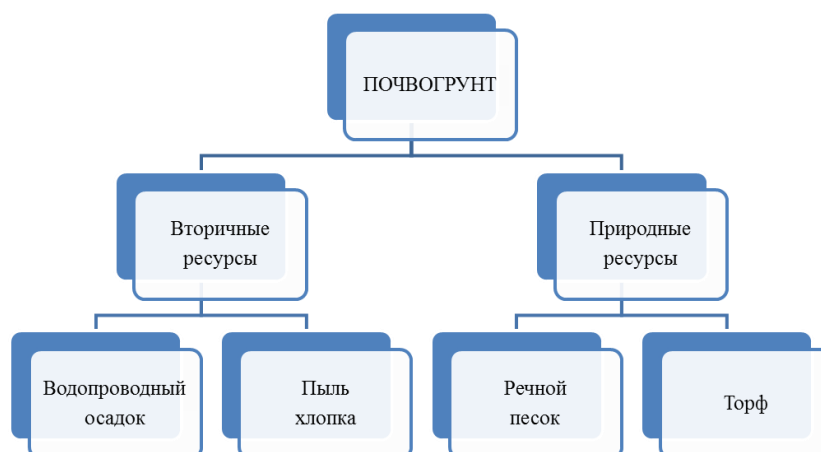 ПОЧВОГРУНТ
Вторичные
ресурсы
Природные
ресурсы
Водопроводный
осадок
Пыль
хлопка
Речной
песок
Торф